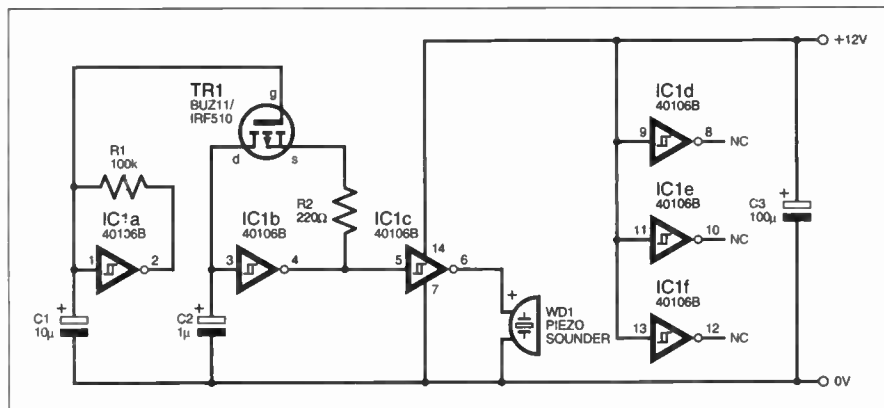 +12V
g
TR1
BUZ11/
IRF510
d
s
R1
100k
IC1a
40106B
1
2
C1
10µ
+
IC1b
40106B
3
4
C2
1µ
+
R2
220Ω
IC1c
40106B
5
14
6
7
+
WD1
PIEZO
SOUNDER
IC1d
40106B
9
8
NC
IC1e
40106B
11
10
NC
IC1f
40106B
13
12
NC
+
C3
100µ
0V